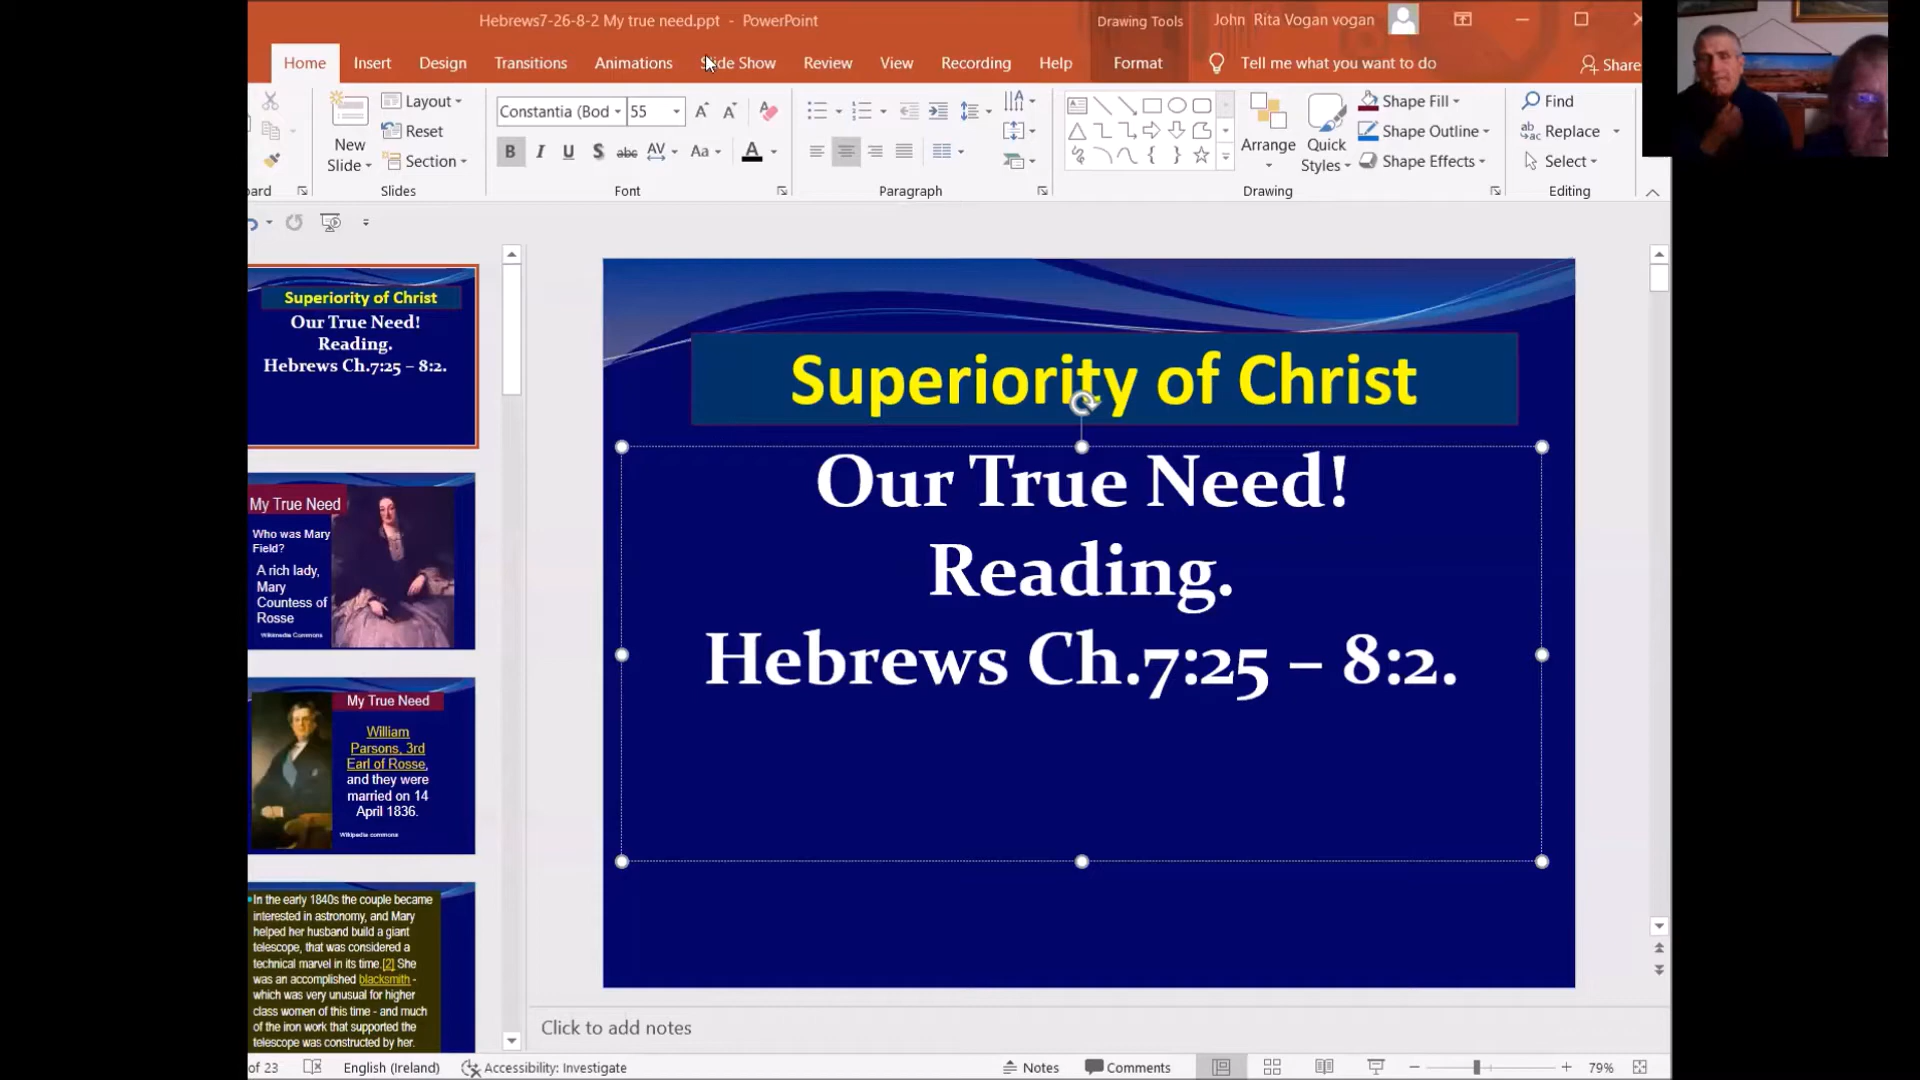 Hebrews7-26-8-2 My true need.ppt - PowerPoint
Drawing Tools
John Rita Vogan vogan
Home Insert Design Transitions Animations Slide Show Review View Recording Help Format Tell me what you want to do Share
New Slide
Layout
Reset
Section
Slides
Constantia (Bod 55
B I U S abc AV Aa A
Font
Paragraph
Arrange
Quick Styles
Shape Fill
Shape Outline
Shape Effects
Drawing
Find
Replace
Select
Editing
Superiority of Christ
Our True Need!
Reading.
Hebrews Ch.7:25 – 8:2.
My True Need
Who was Mary
Field?
A rich lady,
Mary
Countess of
Rosse
Wikimedia Commons
My True Need
William
Parsons, 3rd
Earl of Rosse,
and they were
married on 14
April 1836.
Wikipedia commons
In the early 1840s the couple became
interested in astronomy, and Mary
helped her husband build a giant
telescope, that was considered a
technical marvel in its time.[2] She
was an accomplished blacksmith -
which was very unusual for higher
class women of this time - and much
of the iron work that supported the
telescope was constructed by her.
Superiority of Christ
Our True Need!
Reading.
Hebrews Ch.7:25 – 8:2.
Click to add notes
of 23 English (Ireland) Accessibility: Investigate Notes Comments 79%